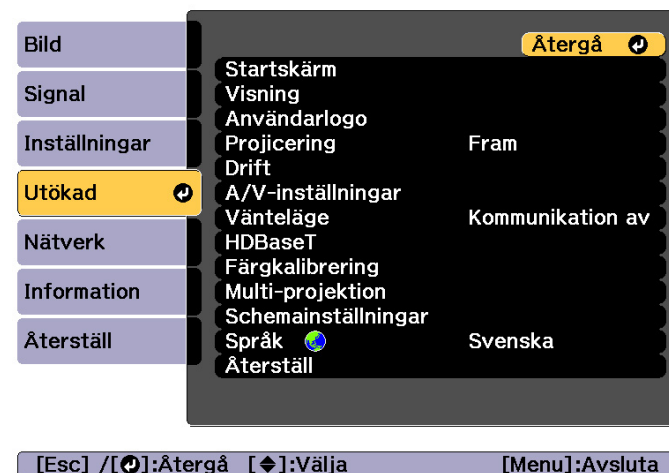 Bild
Signal
Inställningar
Utökad
Nätverk
Information
Återställ
Återgå
Startskärm
Visning
Användarlogo
Projicering Fram
Drift
A/V-inställningar
Vänteläge Kommunikation av
HDBaseT
Färgkalibrering
Multi-projektion
Schemainställningar
Språk Svenska
Återställ
[Esc] /[↵]:Återgå [◆]:Välja [Menu]:Avsluta